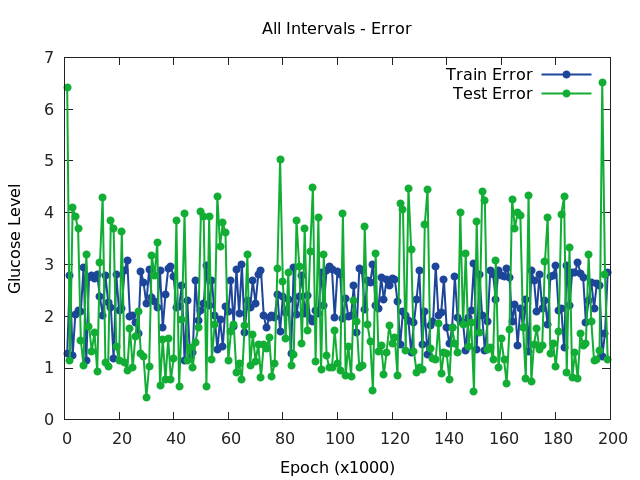 All Intervals - Error
Train Error
Test Error
7
6
5
4
3
2
1
0
Glucose Level
0 20 40 60 80 100 120 140 160 180 200
Epoch (x1000)